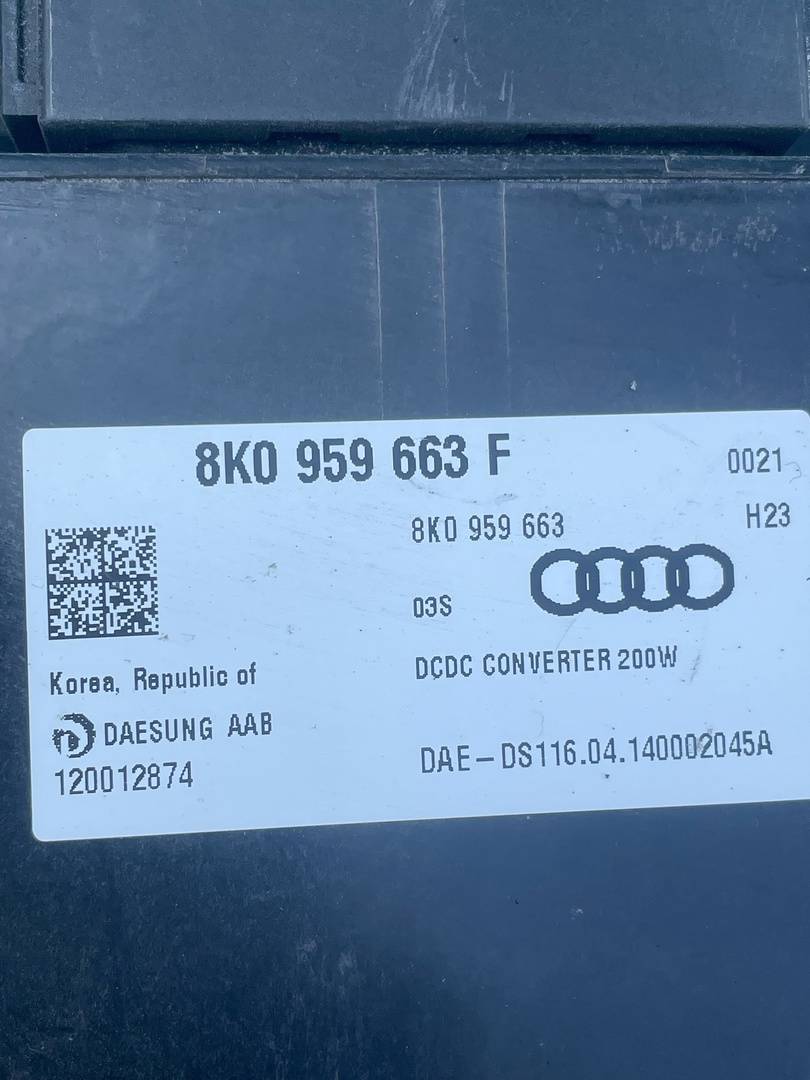 8K0 959 663 F
0021
8K0 959 663
H23
03S
Korea, Republic of
DCDC CONVERTER 200W
DAESUNG AAB
DAE-DS116.04.140002045A
120012874